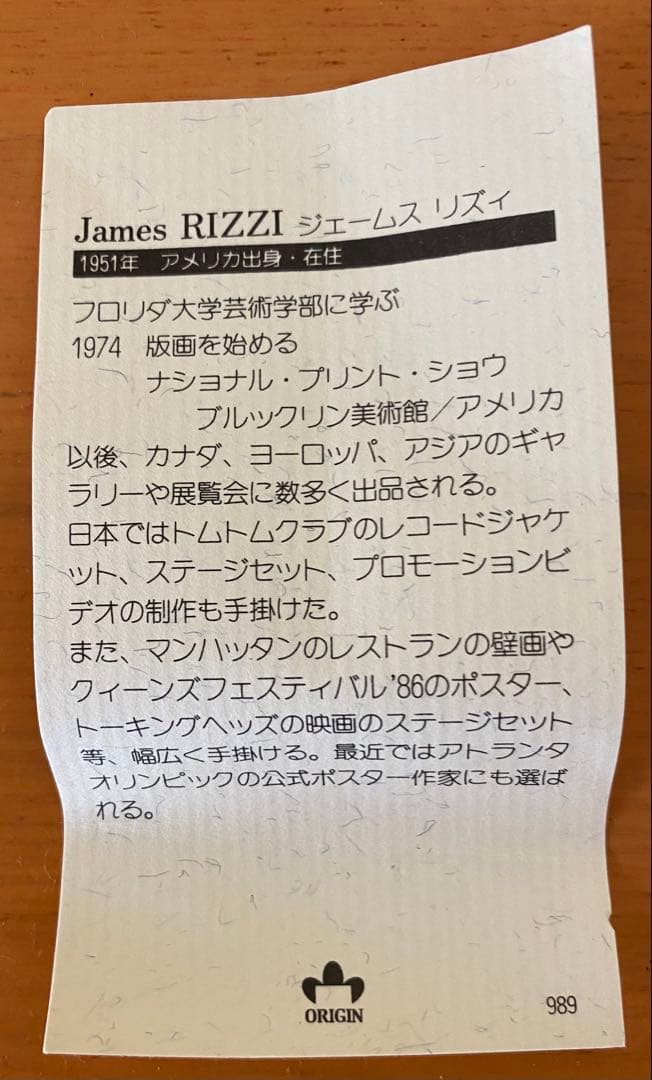 James RIZZI ジェームス リズィ
1951年 アメリカ出身・在住
フロリダ大学芸術学部に学ぶ
1974 版画を始める
ナショナル・プリント・ショウ
ブルックリン美術館／アメリカ
以後、カナダ、ヨーロッパ、アジアのギャ
ラリーや展覧会に数多く出品される。
日本ではトムトムクラブのレコードジャケ
ット、ステージセット、プロモーションビ
デオの制作も手掛けた。
また、マンハッタンのレストランの壁画や
クィーンズフェスティバル'86のポスター、
トーキングヘッズの映画のステージセット
等、幅広く手掛ける。最近ではアトランタ
オリンピックの公式ポスター作家にも選ば
れる。
ORIGIN
989